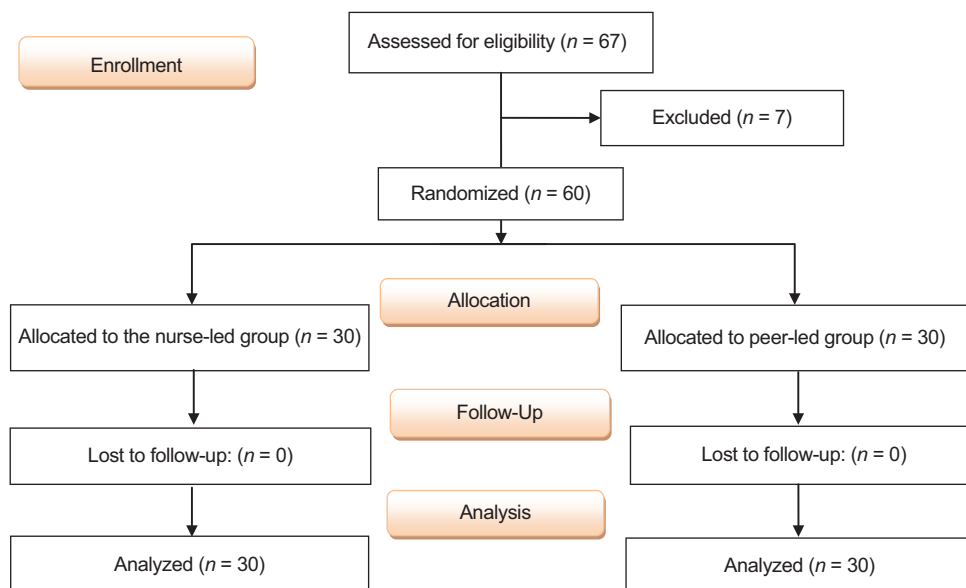 Assessed for eligibility (n = 67)
Enrollment
Excluded (n = 7)
Randomized (n = 60)
Allocation
Allocated to the nurse-led group (n = 30)
Allocated to peer-led group (n = 30)
Follow-Up
Lost to follow-up: (n = 0)
Lost to follow-up: (n = 0)
Analysis
Analyzed (n = 30)
Analyzed (n = 30)